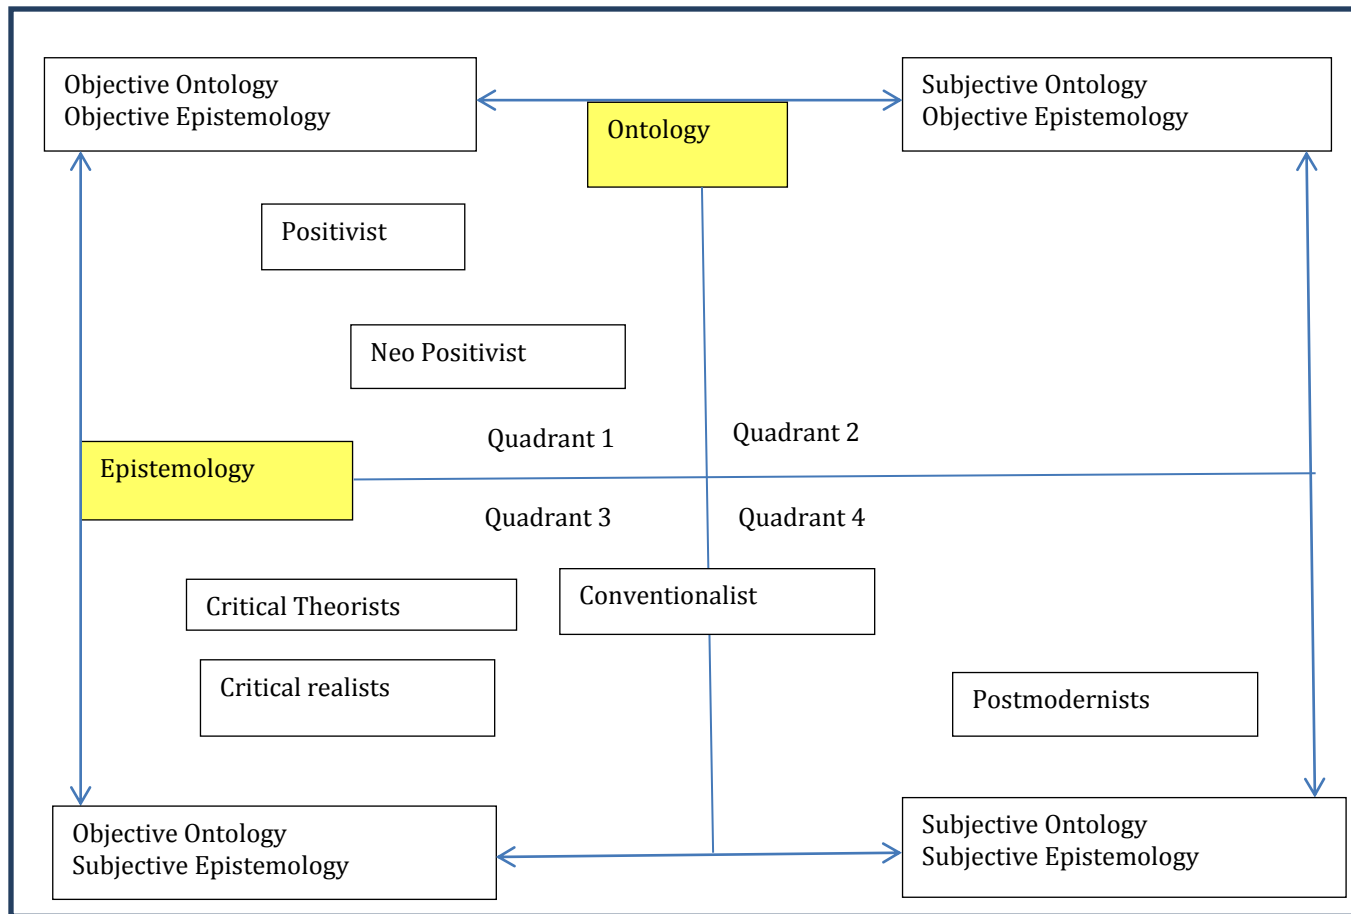 Objective Ontology
Objective Epistemology
Subjective Ontology
Objective Epistemology
Ontology
Positivist
Neo Positivist
Quadrant 1
Quadrant 2
Epistemology
Quadrant 3
Quadrant 4
Critical Theorists
Conventionalist
Critical realists
Postmodernists
Objective Ontology
Subjective Epistemology
Subjective Ontology
Subjective Epistemology